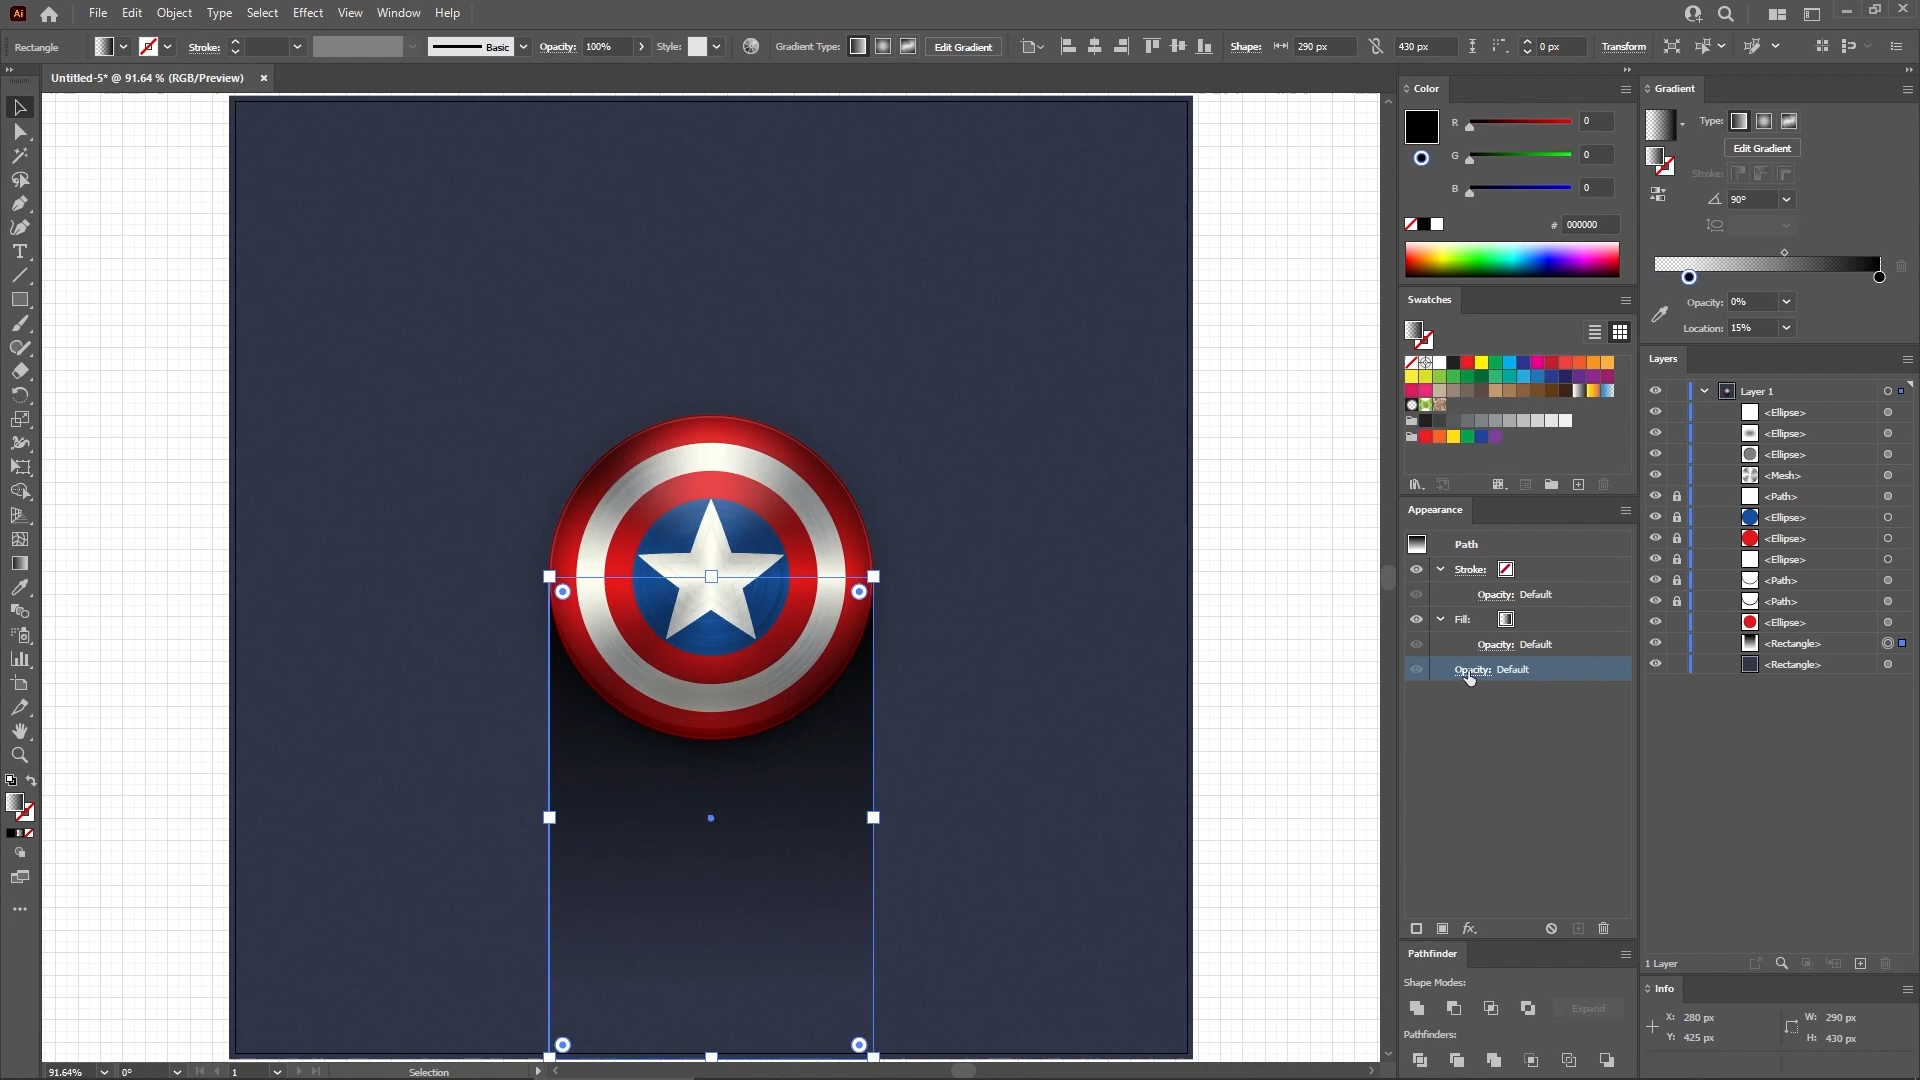 Ai File Edit Object Type Select Effect View Window Help
Rectangle Stroke: Basic Opacity: 100% Style: Gradient Type: Edit Gradient Shape: 290 px 430 px 0 px Transform
Untitled-5* @ 91.64 % (RGB/Preview)
Color
R 0
G 0
B 0
# 000000
Swatches
Appearance
Path
Stroke:
Opacity: Default
Fill:
Opacity: Default
Opacity: Default
fx
Pathfinder
Shape Modes:
Expand
Pathfinders:
Gradient
Type:
Edit Gradient
Stroke:
90°
Opacity: 0%
Location: 15%
Layers
Layer 1
<Ellipse>
<Ellipse>
<Ellipse>
<Mesh>
<Path>
<Ellipse>
<Ellipse>
<Ellipse>
<Path>
<Path>
<Ellipse>
<Rectangle>
<Rectangle>
1 Layer
Info
X: 280 px W: 290 px
Y: 425 px H: 430 px
91.64% 0° 1 Selection